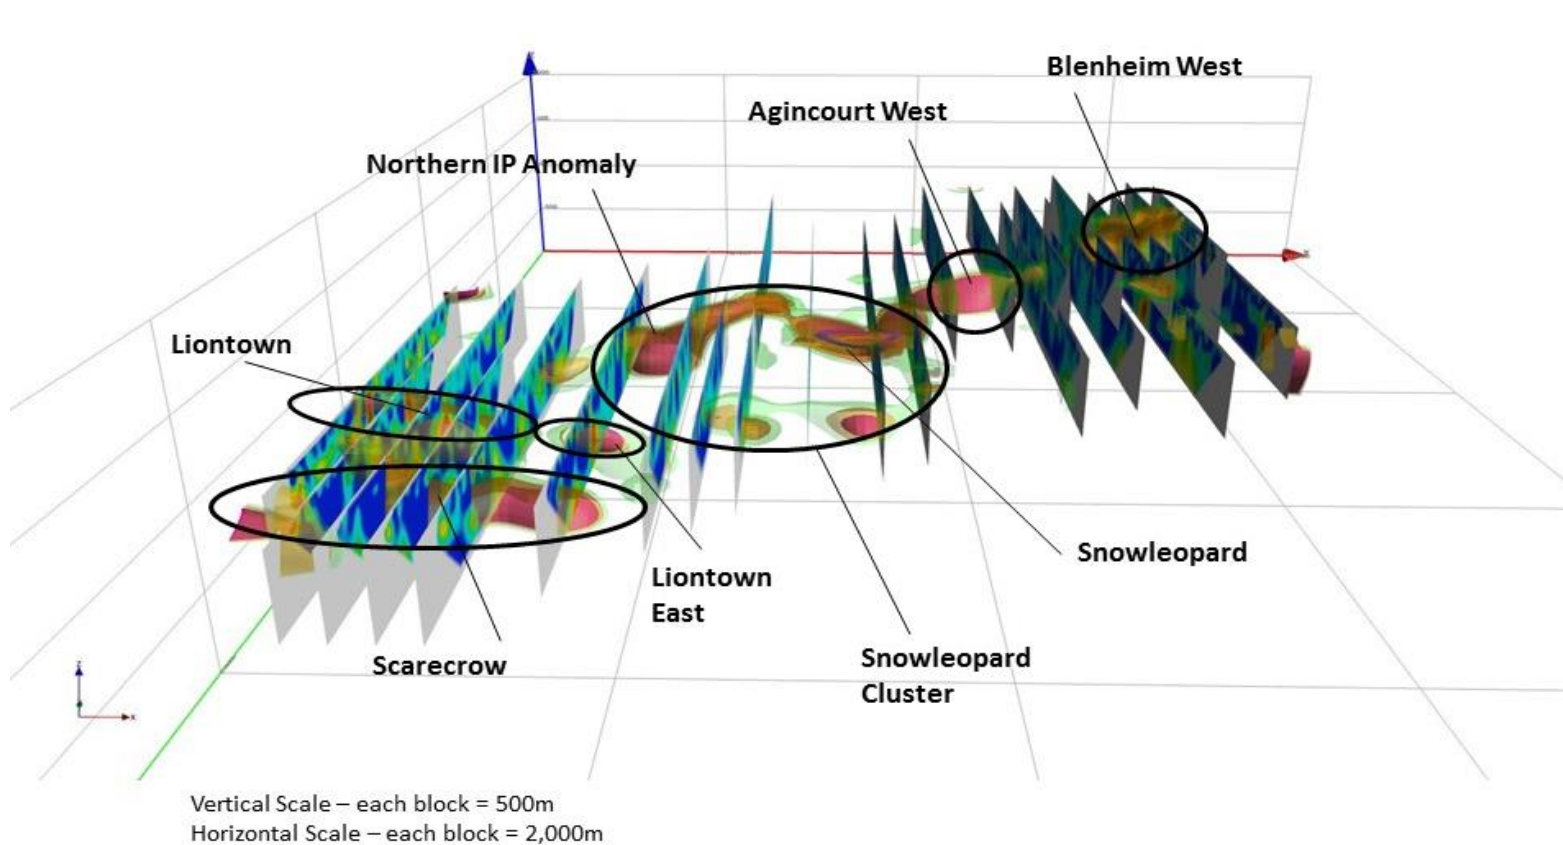 Blenheim West
Agincourt West
Northern IP Anomaly
Liontown
Snowleopard
Liontown
East
Scarecrow
Snowleopard
Cluster
Vertical Scale – each block = 500m
Horizontal Scale – each block = 2,000m